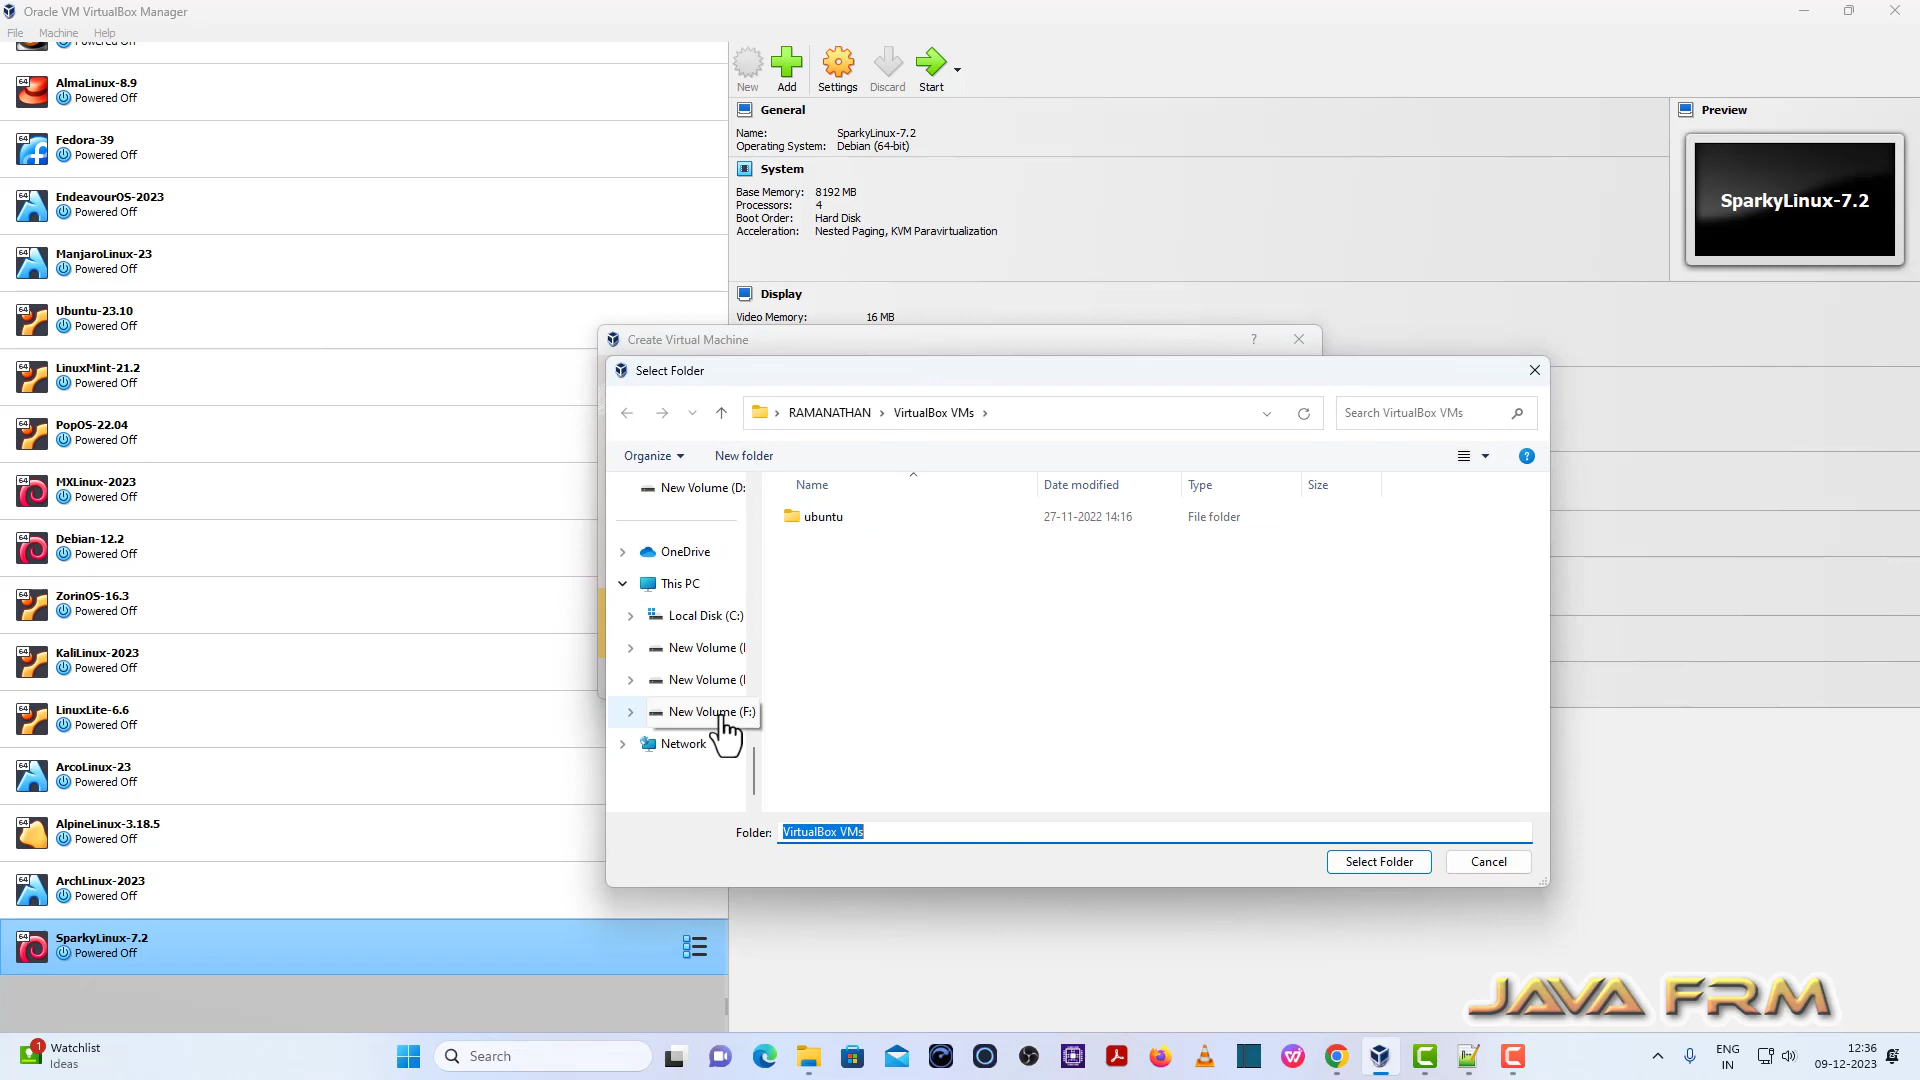 Oracle VM VirtualBox Manager
File Machine Help
Powered Off
AlmaLinux-8.9
Powered Off
Fedora-39
Powered Off
EndeavourOS-2023
Powered Off
ManjaroLinux-23
Powered Off
Ubuntu-23.10
Powered Off
LinuxMint-21.2
Powered Off
PopOS-22.04
Powered Off
MXLinux-2023
Powered Off
Debian-12.2
Powered Off
ZorinOS-16.3
Powered Off
KaliLinux-2023
Powered Off
LinuxLite-6.6
Powered Off
ArcoLinux-23
Powered Off
AlpineLinux-3.18.5
Powered Off
ArchLinux-2023
Powered Off
SparkyLinux-7.2
Powered Off
New Add Settings Discard Start
General
Name: SparkyLinux-7.2
Operating System: Debian (64-bit)
System
Base Memory: 8192 MB
Processors: 4
Boot Order: Hard Disk
Acceleration: Nested Paging, KVM Paravirtualization
Display
Video Memory: 16 MB
Preview
SparkyLinux-7.2
Create Virtual Machine ?
Select Folder
RAMANATHAN > VirtualBox VMs >
Search VirtualBox VMs
Organize New folder ?
New Volume (D:
OneDrive
This PC
Local Disk (C:)
New Volume (
New Volume (
New Volume (F:)
Network
Name Date modified Type Size
ubuntu 27-11-2022 14:16 File folder
Folder: VirtualBox VMs
Select Folder Cancel
JAVA FRM
1 Watchlist
Ideas
Search
ENG
IN
12:36
09-12-2023